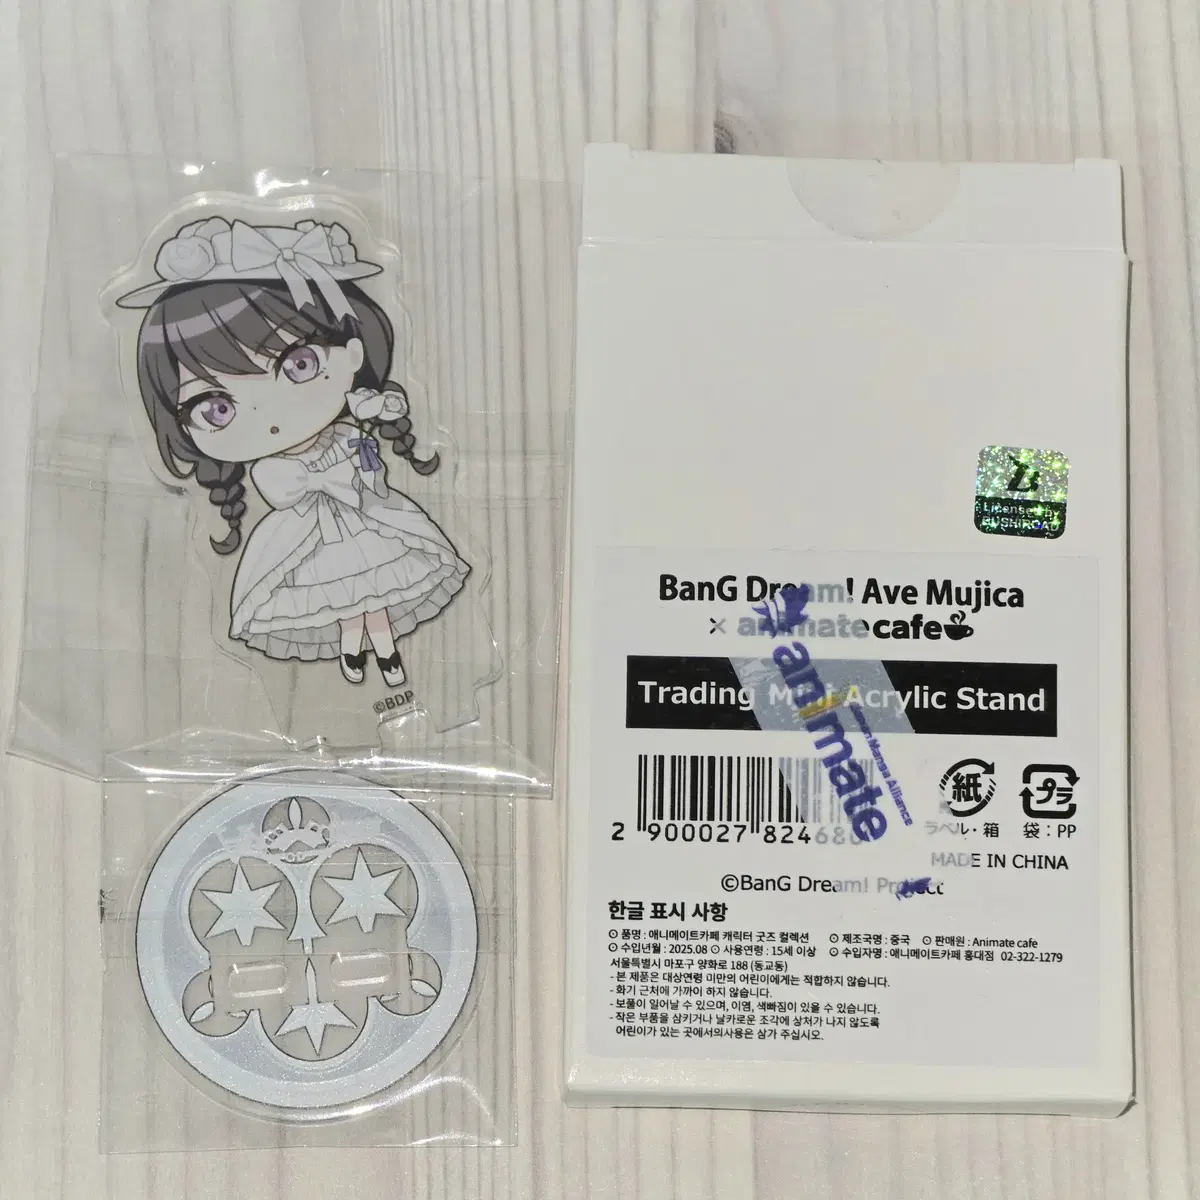 ©BDP
Licensed by
BUSHIROAD
BanG Dream! Ave Mujica
× animate cafe
Trading Mini Acrylic Stand
animate
2 900027 82468
紙
プラ
ラベル・箱 袋：PP
MADE IN CHINA
©BanG Dream! Project
한글 표시 사항
⊙ 품명 : 애니메이트카페 캐릭터 굿즈 컬렉션 ⊙ 제조국명 : 중국 ⊙ 판매원 : Animate cafe
⊙ 수입년월 : 2025.08 ⊙ 사용연령 : 15세 이상 ⊙ 수입자명 : 애니메이트카페 홍대점 02-322-1279
서울특별시 마포구 양화로 188 (동교동)
- 본 제품은 대상연령 미만의 어린이에게는 적합하지 않습니다.
- 화기 근처에 가까이 하지 않습니다.
- 보풀이 일어날 수 있으며, 이염, 색빠짐이 있을 수 있습니다.
- 작은 부품을 삼키거나 날카로운 조각에 상처가 나지 않도록
어린이가 있는 곳에서의사용은 삼가 주십시오.